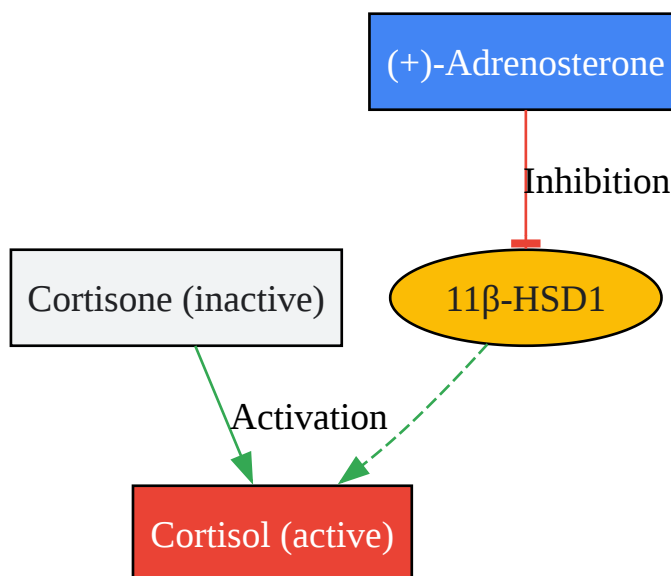 (+)-Adrenosterone
Inhibition
Cortisone (inactive)
11β-HSD1
Activation
Cortisol (active)